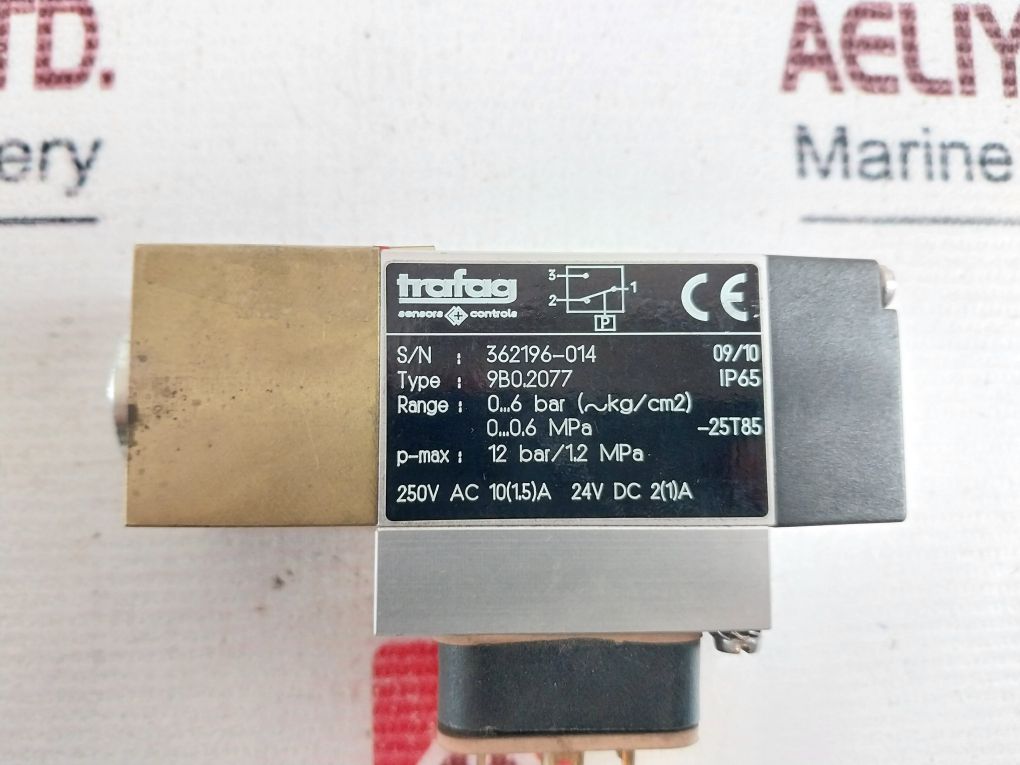 TD.
AELIY
ery
Marine
trafag
sensors controls
3
2
1
P
CE
S/N : 362196-014 09/10
Type : 9B0.2077 IP65
Range : 0...6 bar (~kg/cm2)
0...0.6 MPa -25T85
p-max : 12 bar/1.2 MPa
250V AC 10(1.5)A 24V DC 2(1)A